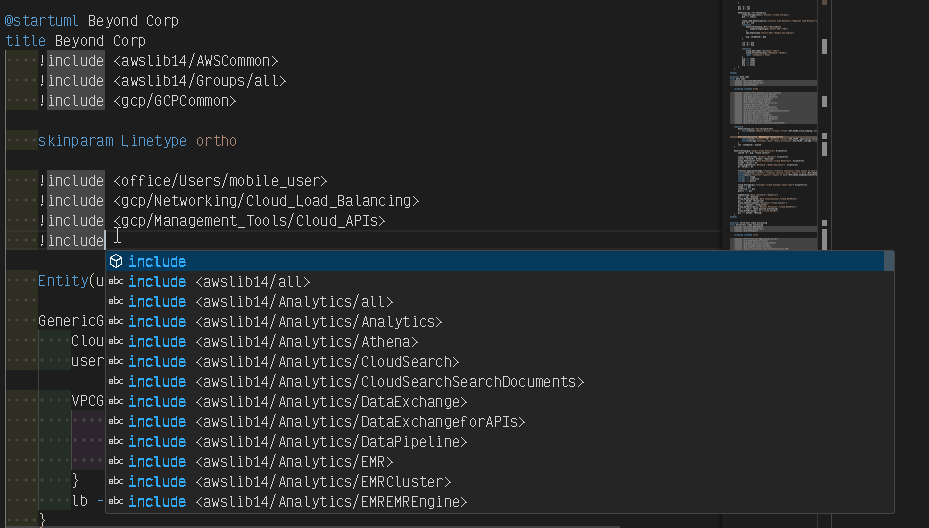 @startuml Beyond Corp
title Beyond Corp
!include <awslib14/AWSCommon>
!include <awslib14/Groups/all>
!include <gcp/GCPCommon>
skinparam Linetype ortho
!include <office/Users/mobile_user>
!include <gcp/Networking/Cloud_Load_Balancing>
!include <gcp/Management_Tools/Cloud_APIs>
!include
include
Entity(u
abc include <awslib14/all>
abc include <awslib14/Analytics/all>
GenericG
abc include <awslib14/Analytics/Analytics>
Clou
abc include <awslib14/Analytics/Athena>
user
abc include <awslib14/Analytics/CloudSearch>
abc include <awslib14/Analytics/CloudSearchSearchDocuments>
VPCG
abc include <awslib14/Analytics/DataExchange>
abc include <awslib14/Analytics/DataExchangeforAPIs>
abc include <awslib14/Analytics/DataPipeline>
abc include <awslib14/Analytics/EMR>
}
abc include <awslib14/Analytics/EMRCluster>
lb -
abc include <awslib14/Analytics/EMREMREngine>
}